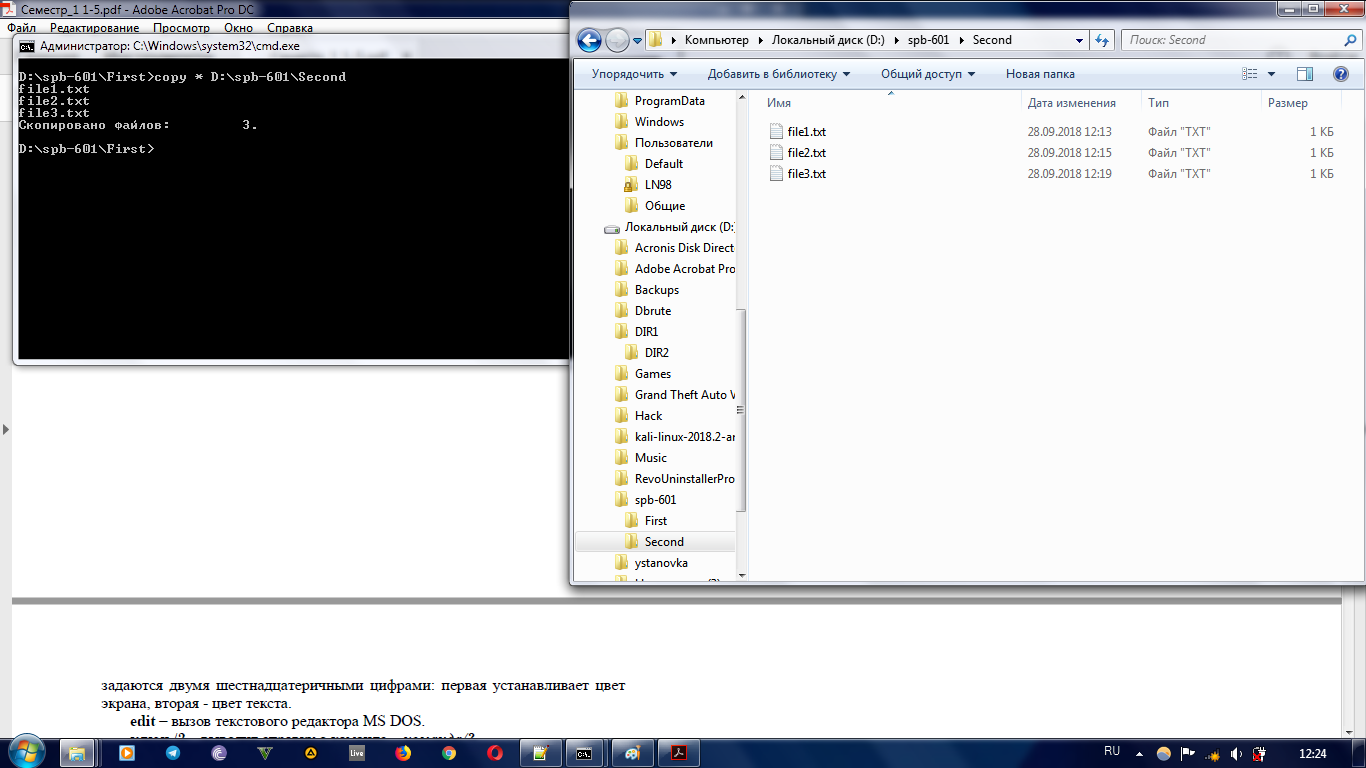 Семестр_1 1-5.pdf - Adobe Acrobat Pro DC
Файл Редактирование Просмотр Окно Справка
Администратор: C:\Windows\system32\cmd.exe
D:\spb-601\First>copy * D:\spb-601\Second
file1.txt
file2.txt
file3.txt
Скопировано файлов: 3.
D:\spb-601\First>
Компьютер Локальный диск (D:) spb-601 Second
Поиск: Second
Упорядочить Добавить в библиотеку Общий доступ Новая папка
ProgramData
Windows
Пользователи
Default
LN98
Общие
Локальный диск (D:)
Acronis Disk Direct
Adobe Acrobat Pro
Backups
Dbrute
DIR1
DIR2
Games
Grand Theft Auto V
Hack
kali-linux-2018.2-ar
Music
RevoUninstallerPro
spb-601
First
Second
ystanovka
Имя Дата изменения Тип Размер
file1.txt 28.09.2018 12:13 Файл "TXT" 1 КБ
file2.txt 28.09.2018 12:15 Файл "TXT" 1 КБ
file3.txt 28.09.2018 12:19 Файл "TXT" 1 КБ
задаются двумя шестнадцатеричными цифрами: первая устанавливает цвет
экрана, вторая - цвет текста.
edit – вызов текстового редактора MS DOS.
Live
C:\.
RU
12:24